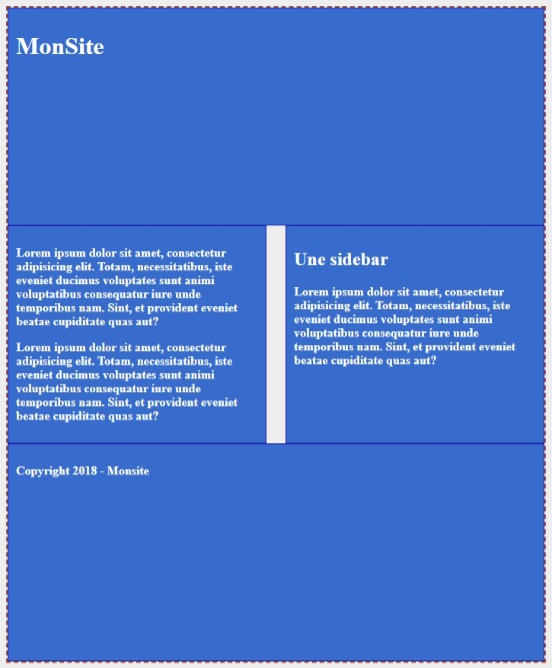 MonSite
Lorem ipsum dolor sit amet, consectetur
adipisicing elit. Totam, necessitatibus, iste
eveniet ducimus voluptates sunt animi
voluptatibus consequatur iure unde
temporibus nam. Sint, et provident eveniet
beatae cupiditate quas aut?
Lorem ipsum dolor sit amet, consectetur
adipisicing elit. Totam, necessitatibus, iste
eveniet ducimus voluptates sunt animi
voluptatibus consequatur iure unde
temporibus nam. Sint, et provident eveniet
beatae cupiditate quas aut?
Une sidebar
Lorem ipsum dolor sit amet, consectetur
adipisicing elit. Totam, necessitatibus, iste
eveniet ducimus voluptates sunt animi
voluptatibus consequatur iure unde
temporibus nam. Sint, et provident eveniet
beatae cupiditate quas aut?
Copyright 2018 - Monsite